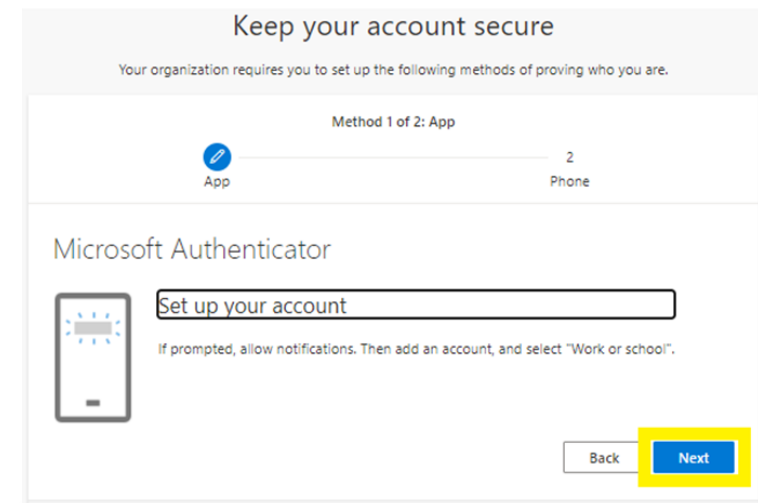 Keep your account secure
Your organization requires you to set up the following methods of proving who you are.
Method 1 of 2: App
2
App
Phone
Microsoft Authenticator
Set up your account
If prompted, allow notifications. Then add an account, and select "Work or school".
Back
Next